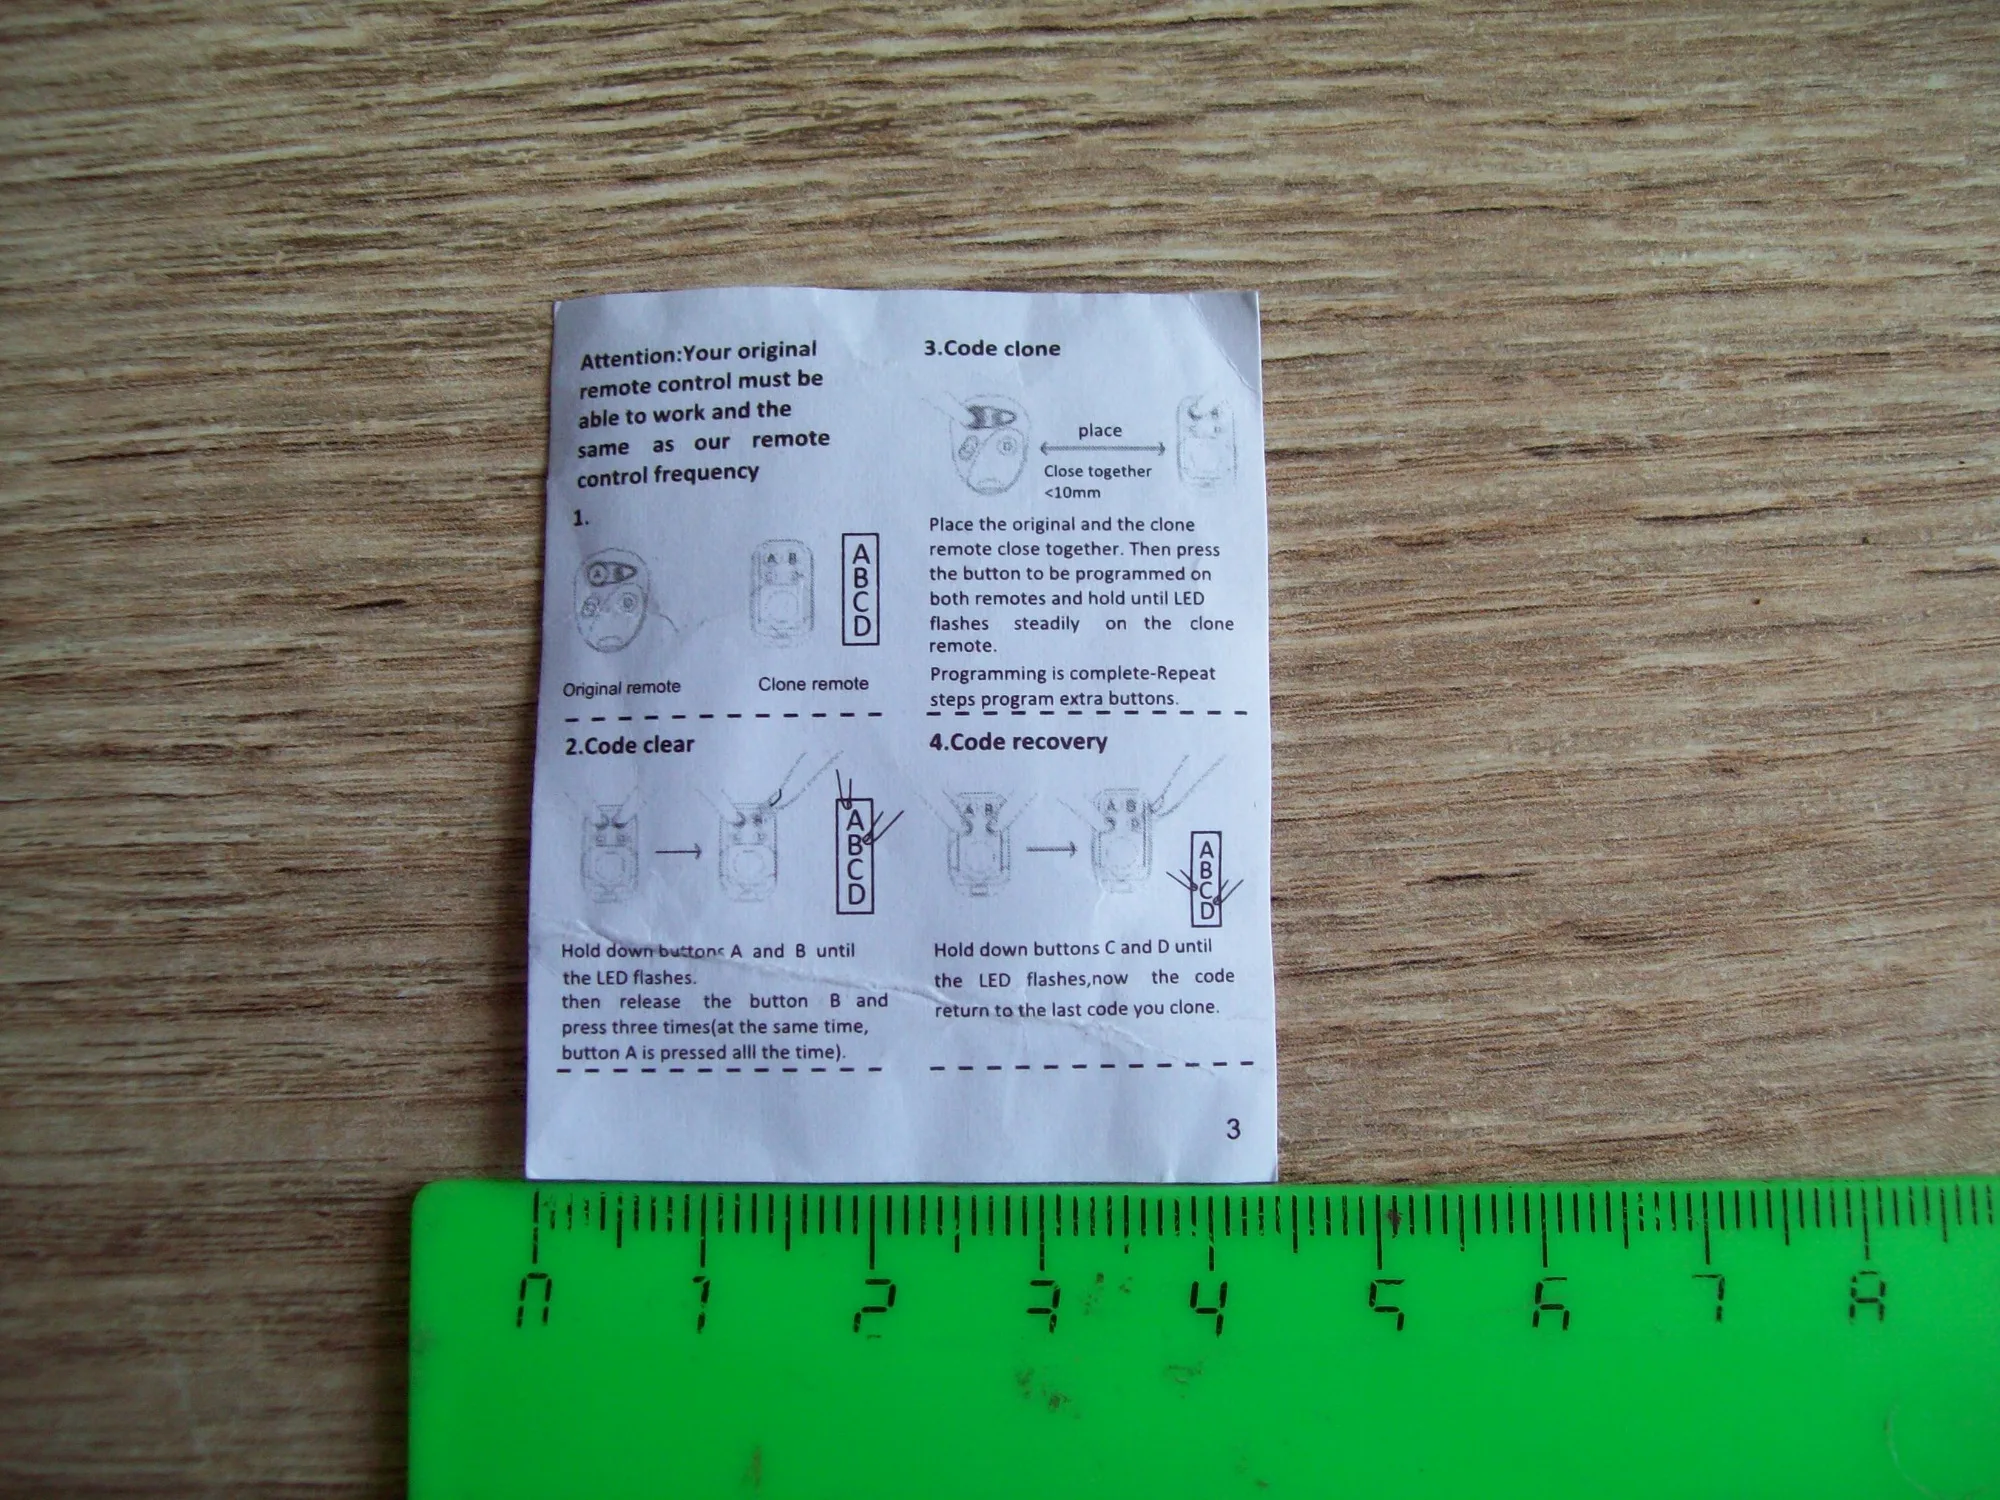 Attention:Your original
remote control must be
able to work and the
same as our remote
control frequency
1.
A
A B
A
B
C
D
Original remote
Clone remote
2.Code clear
A
B
C
D
Hold down buttons A and B until
the LED flashes.
then release the button B and
press three times(at the same time,
button A is pressed alll the time).
3.Code clone
place
Close together
<10mm
Place the original and the clone
remote close together. Then press
the button to be programmed on
both remotes and hold until LED
flashes steadily on the clone
remote.
Programming is complete-Repeat
steps program extra buttons.
4.Code recovery
A B
A B
A
B
C
D
Hold down buttons C and D until
the LED flashes,now the code
return to the last code you clone.
3
0 1 2 3 4 5 6 7 8